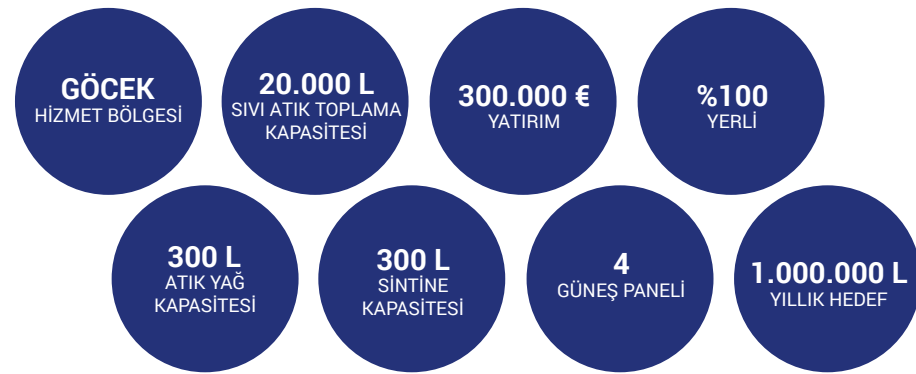 GÖCEK
HİZMET BÖLGESİ
20.000 L
SIVI ATIK TOPLAMA
KAPASİTESİ
300.000 €
YATIRIM
%100
YERLİ
300 L
ATIK YAĞ
KAPASİTESİ
300 L
SİNTİNE
KAPASİTESİ
4
GÜNEŞ PANELİ
1.000.000 L
YILLIK HEDEF